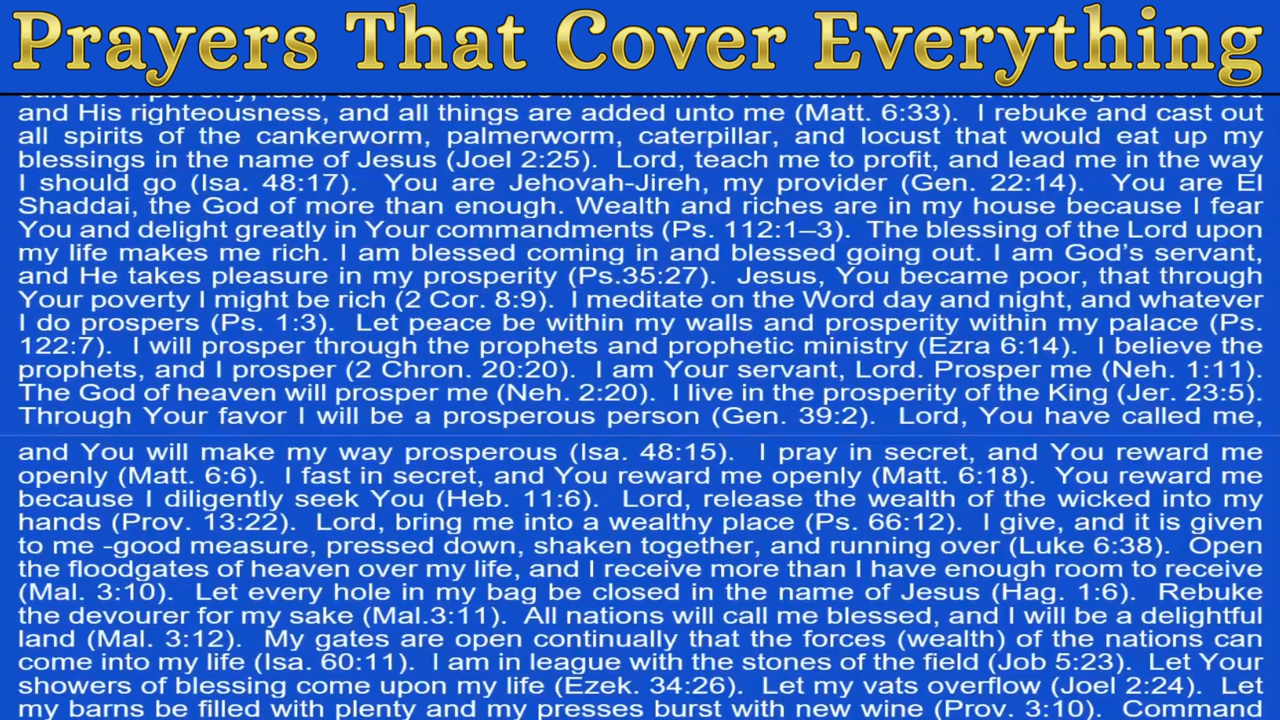 Prayers That Cover Everything
and His righteousness, and all things are added unto me (Matt. 6:33).  I rebuke and cast out
all spirits of the cankerworm, palmerworm, caterpillar, and locust that would eat up my
blessings in the name of Jesus (Joel 2:25).  Lord, teach me to profit, and lead me in the way
I should go (Isa. 48:17).  You are Jehovah-Jireh, my provider (Gen. 22:14).  You are El
Shaddai, the God of more than enough. Wealth and riches are in my house because I fear
You and delight greatly in Your commandments (Ps. 112:1–3).  The blessing of the Lord upon
my life makes me rich. I am blessed coming in and blessed going out. I am God’s servant,
and He takes pleasure in my prosperity (Ps.35:27).  Jesus, You became poor, that through
Your poverty I might be rich (2 Cor. 8:9).  I meditate on the Word day and night, and whatever
I do prospers (Ps. 1:3).  Let peace be within my walls and prosperity within my palace (Ps.
122:7).  I will prosper through the prophets and prophetic ministry (Ezra 6:14).  I believe the
prophets, and I prosper (2 Chron. 20:20).  I am Your servant, Lord. Prosper me (Neh. 1:11).
The God of heaven will prosper me (Neh. 2:20).  I live in the prosperity of the King (Jer. 23:5).
Through Your favor I will be a prosperous person (Gen. 39:2).  Lord, You have called me,
and You will make my way prosperous (Isa. 48:15).  I pray in secret, and You reward me
openly (Matt. 6:6).  I fast in secret, and You reward me openly (Matt. 6:18).  You reward me
because I diligently seek You (Heb. 11:6).  Lord, release the wealth of the wicked into my
hands (Prov. 13:22).  Lord, bring me into a wealthy place (Ps. 66:12).  I give, and it is given
to me -good measure, pressed down, shaken together, and running over (Luke 6:38).  Open
the floodgates of heaven over my life, and I receive more than I have enough room to receive
(Mal. 3:10).  Let every hole in my bag be closed in the name of Jesus (Hag. 1:6).  Rebuke
the devourer for my sake (Mal.3:11).  All nations will call me blessed, and I will be a delightful
land (Mal. 3:12).  My gates are open continually that the forces (wealth) of the nations can
come into my life (Isa. 60:11).  I am in league with the stones of the field (Job 5:23).  Let Your
showers of blessing come upon my life (Ezek. 34:26).  Let my vats overflow (Joel 2:24).  Let
my barns be filled with plenty and my presses burst with new wine (Prov. 3:10).  Command